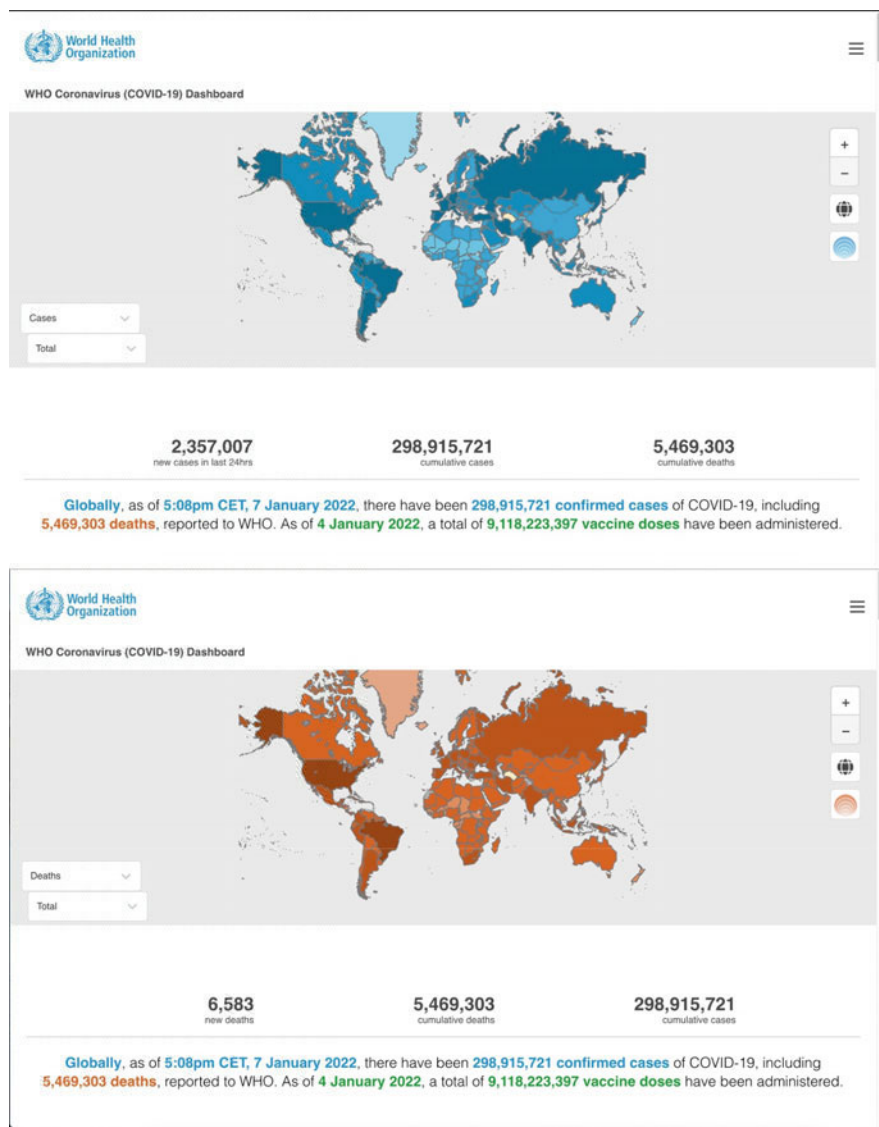 World Health
Organization
WHO Coronavirus (COVID-19) Dashboard
+
−
Cases
Total
2,357,007
new cases in last 24hrs
298,915,721
cumulative cases
5,469,303
cumulative deaths
Globally, as of 5:08pm CET, 7 January 2022, there have been 298,915,721 confirmed cases of COVID-19, including
5,469,303 deaths, reported to WHO. As of 4 January 2022, a total of 9,118,223,397 vaccine doses have been administered.
World Health
Organization
WHO Coronavirus (COVID-19) Dashboard
+
−
Deaths
Total
6,583
new deaths
5,469,303
cumulative deaths
298,915,721
cumulative cases
Globally, as of 5:08pm CET, 7 January 2022, there have been 298,915,721 confirmed cases of COVID-19, including
5,469,303 deaths, reported to WHO. As of 4 January 2022, a total of 9,118,223,397 vaccine doses have been administered.